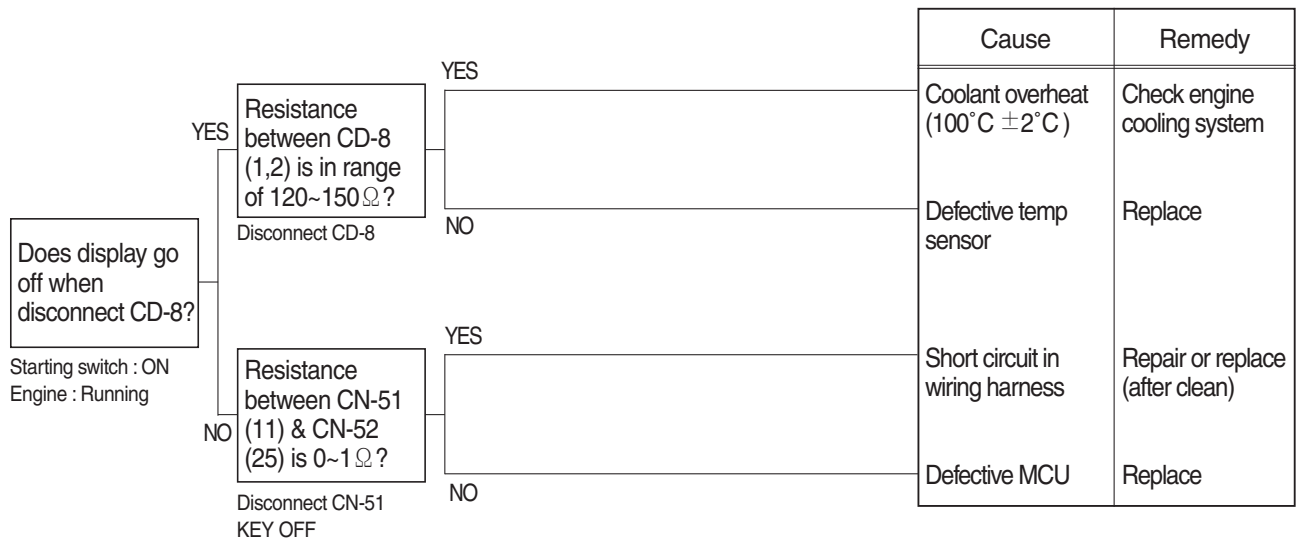 Does display go
off when
disconnect CD-8?
Starting switch : ON
Engine : Running
YES
Resistance
between CD-8
(1,2) is in range
of 120~150Ω?
Disconnect CD-8
YES
NO
NO
Resistance
between CN-51
(11) & CN-52
(25) is 0~1Ω?
Disconnect CN-51
KEY OFF
YES
NO
Cause
Remedy
Coolant overheat
(100˚C ±2˚C)
Check engine
cooling system
Defective temp
sensor
Replace
Short circuit in
wiring harness
Repair or replace
(after clean)
Defective MCU
Replace